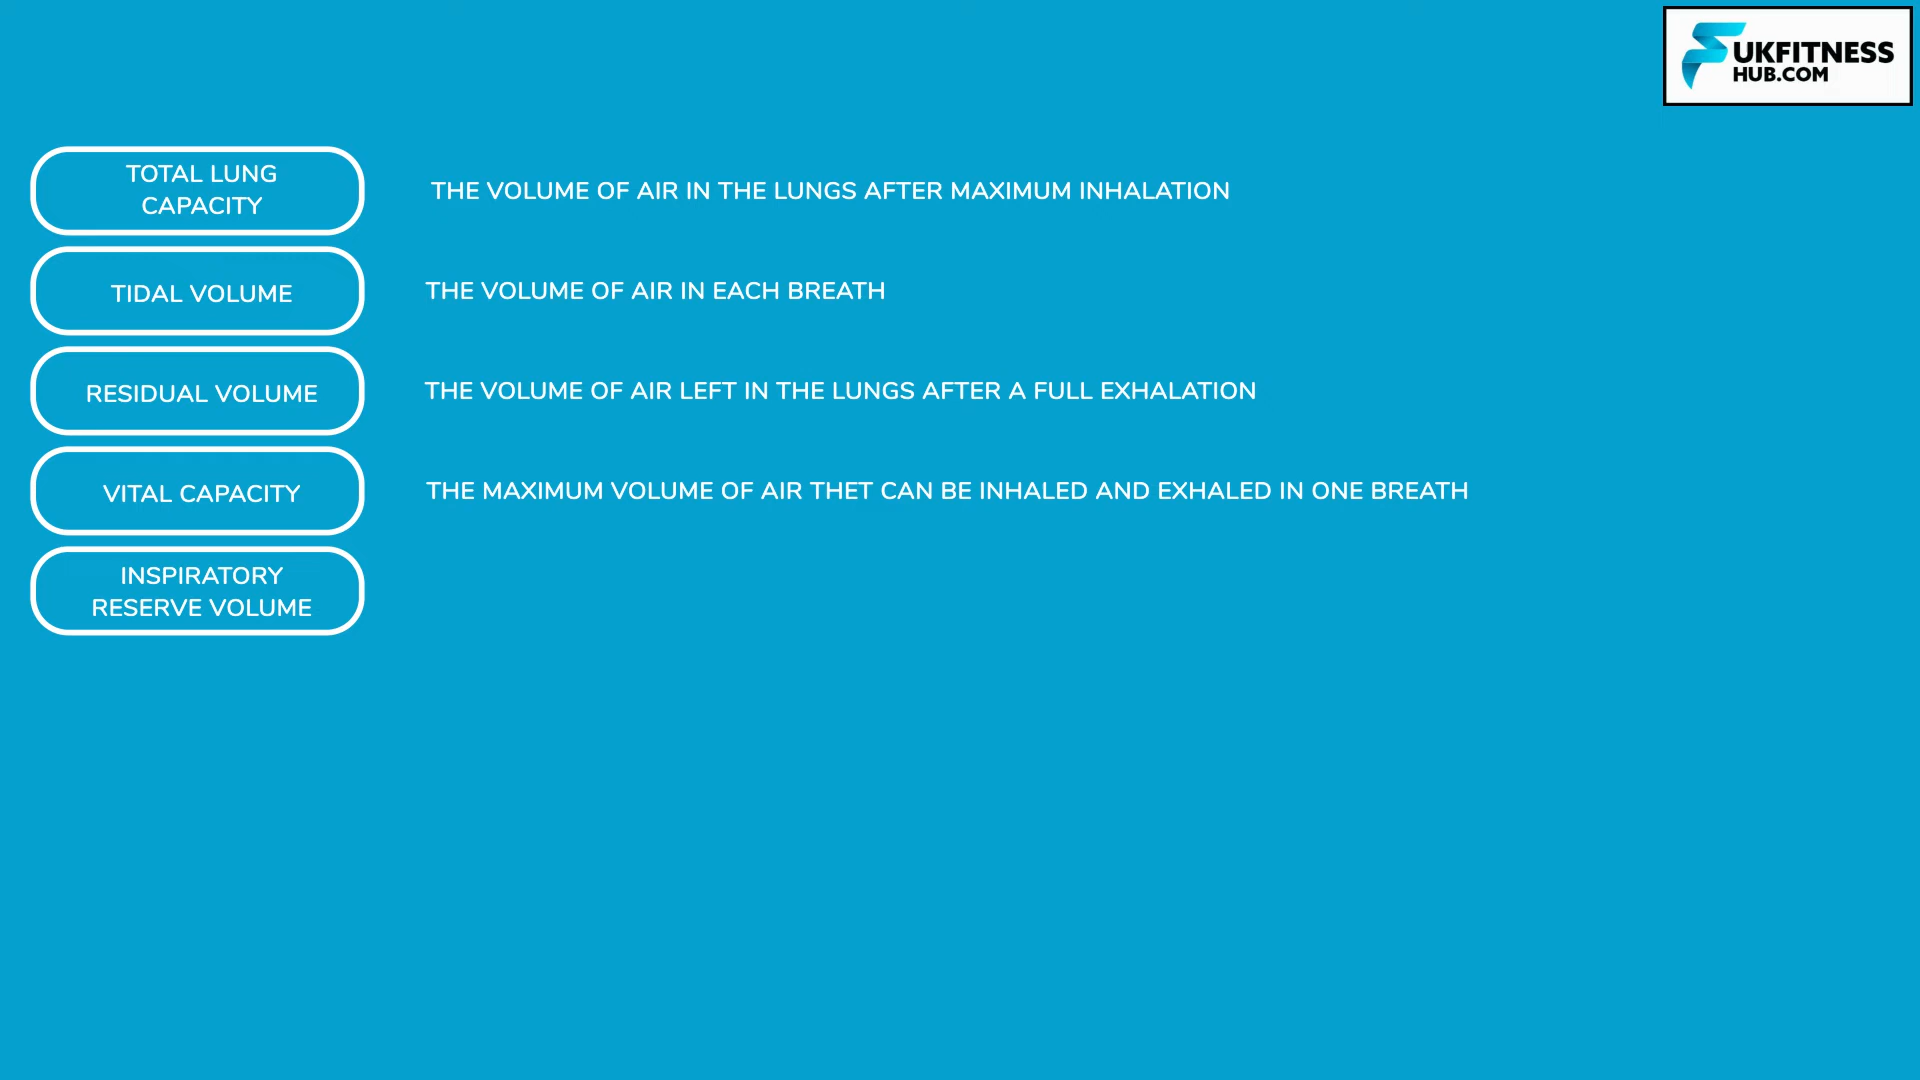 UKFITNESS
HUB.COM
TOTAL LUNG
CAPACITY
THE VOLUME OF AIR IN THE LUNGS AFTER MAXIMUM INHALATION
TIDAL VOLUME
THE VOLUME OF AIR IN EACH BREATH
RESIDUAL VOLUME
THE VOLUME OF AIR LEFT IN THE LUNGS AFTER A FULL EXHALATION
VITAL CAPACITY
THE MAXIMUM VOLUME OF AIR THET CAN BE INHALED AND EXHALED IN ONE BREATH
INSPIRATORY
RESERVE VOLUME